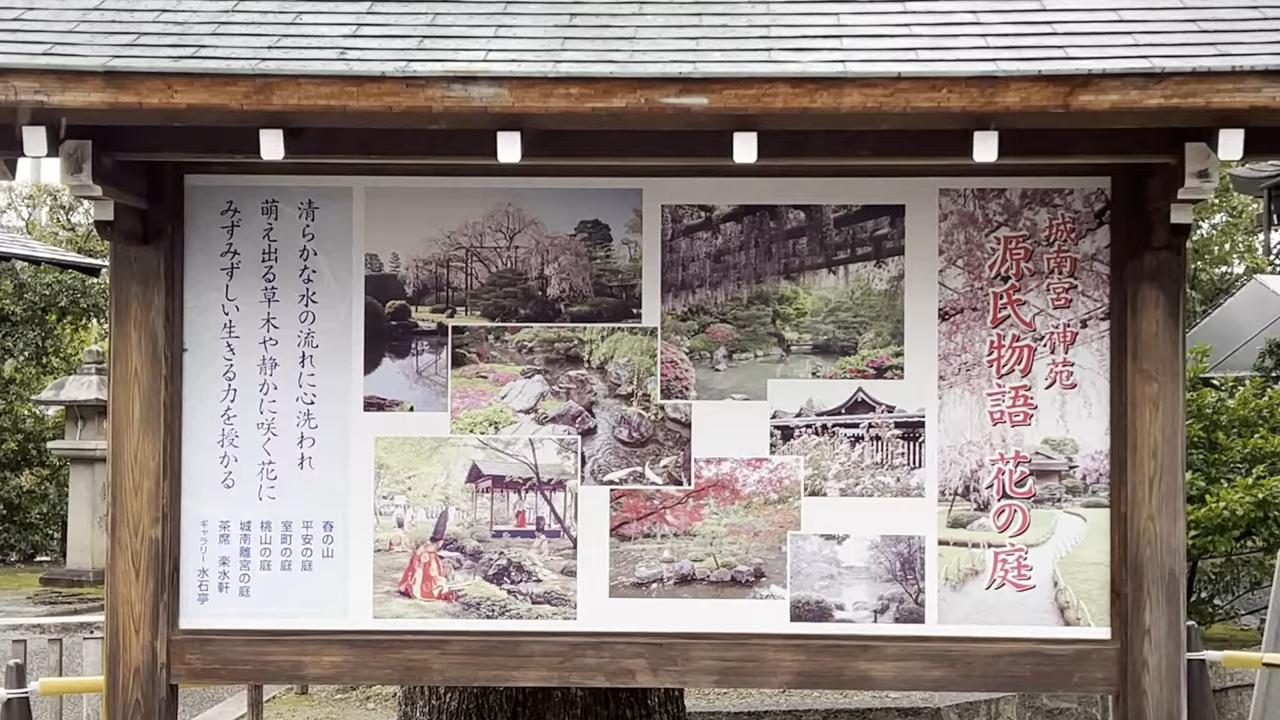 城南宮 神苑
源氏物語 花の庭
清らかな水の流れに心洗われ
萌え出る草木や静かに咲く花に
みずみずしい生きる力を授かる
春の山
平安の庭
室町の庭
桃山の庭
城南離宮の庭
茶席 楽水軒
ギャラリー 水石亭